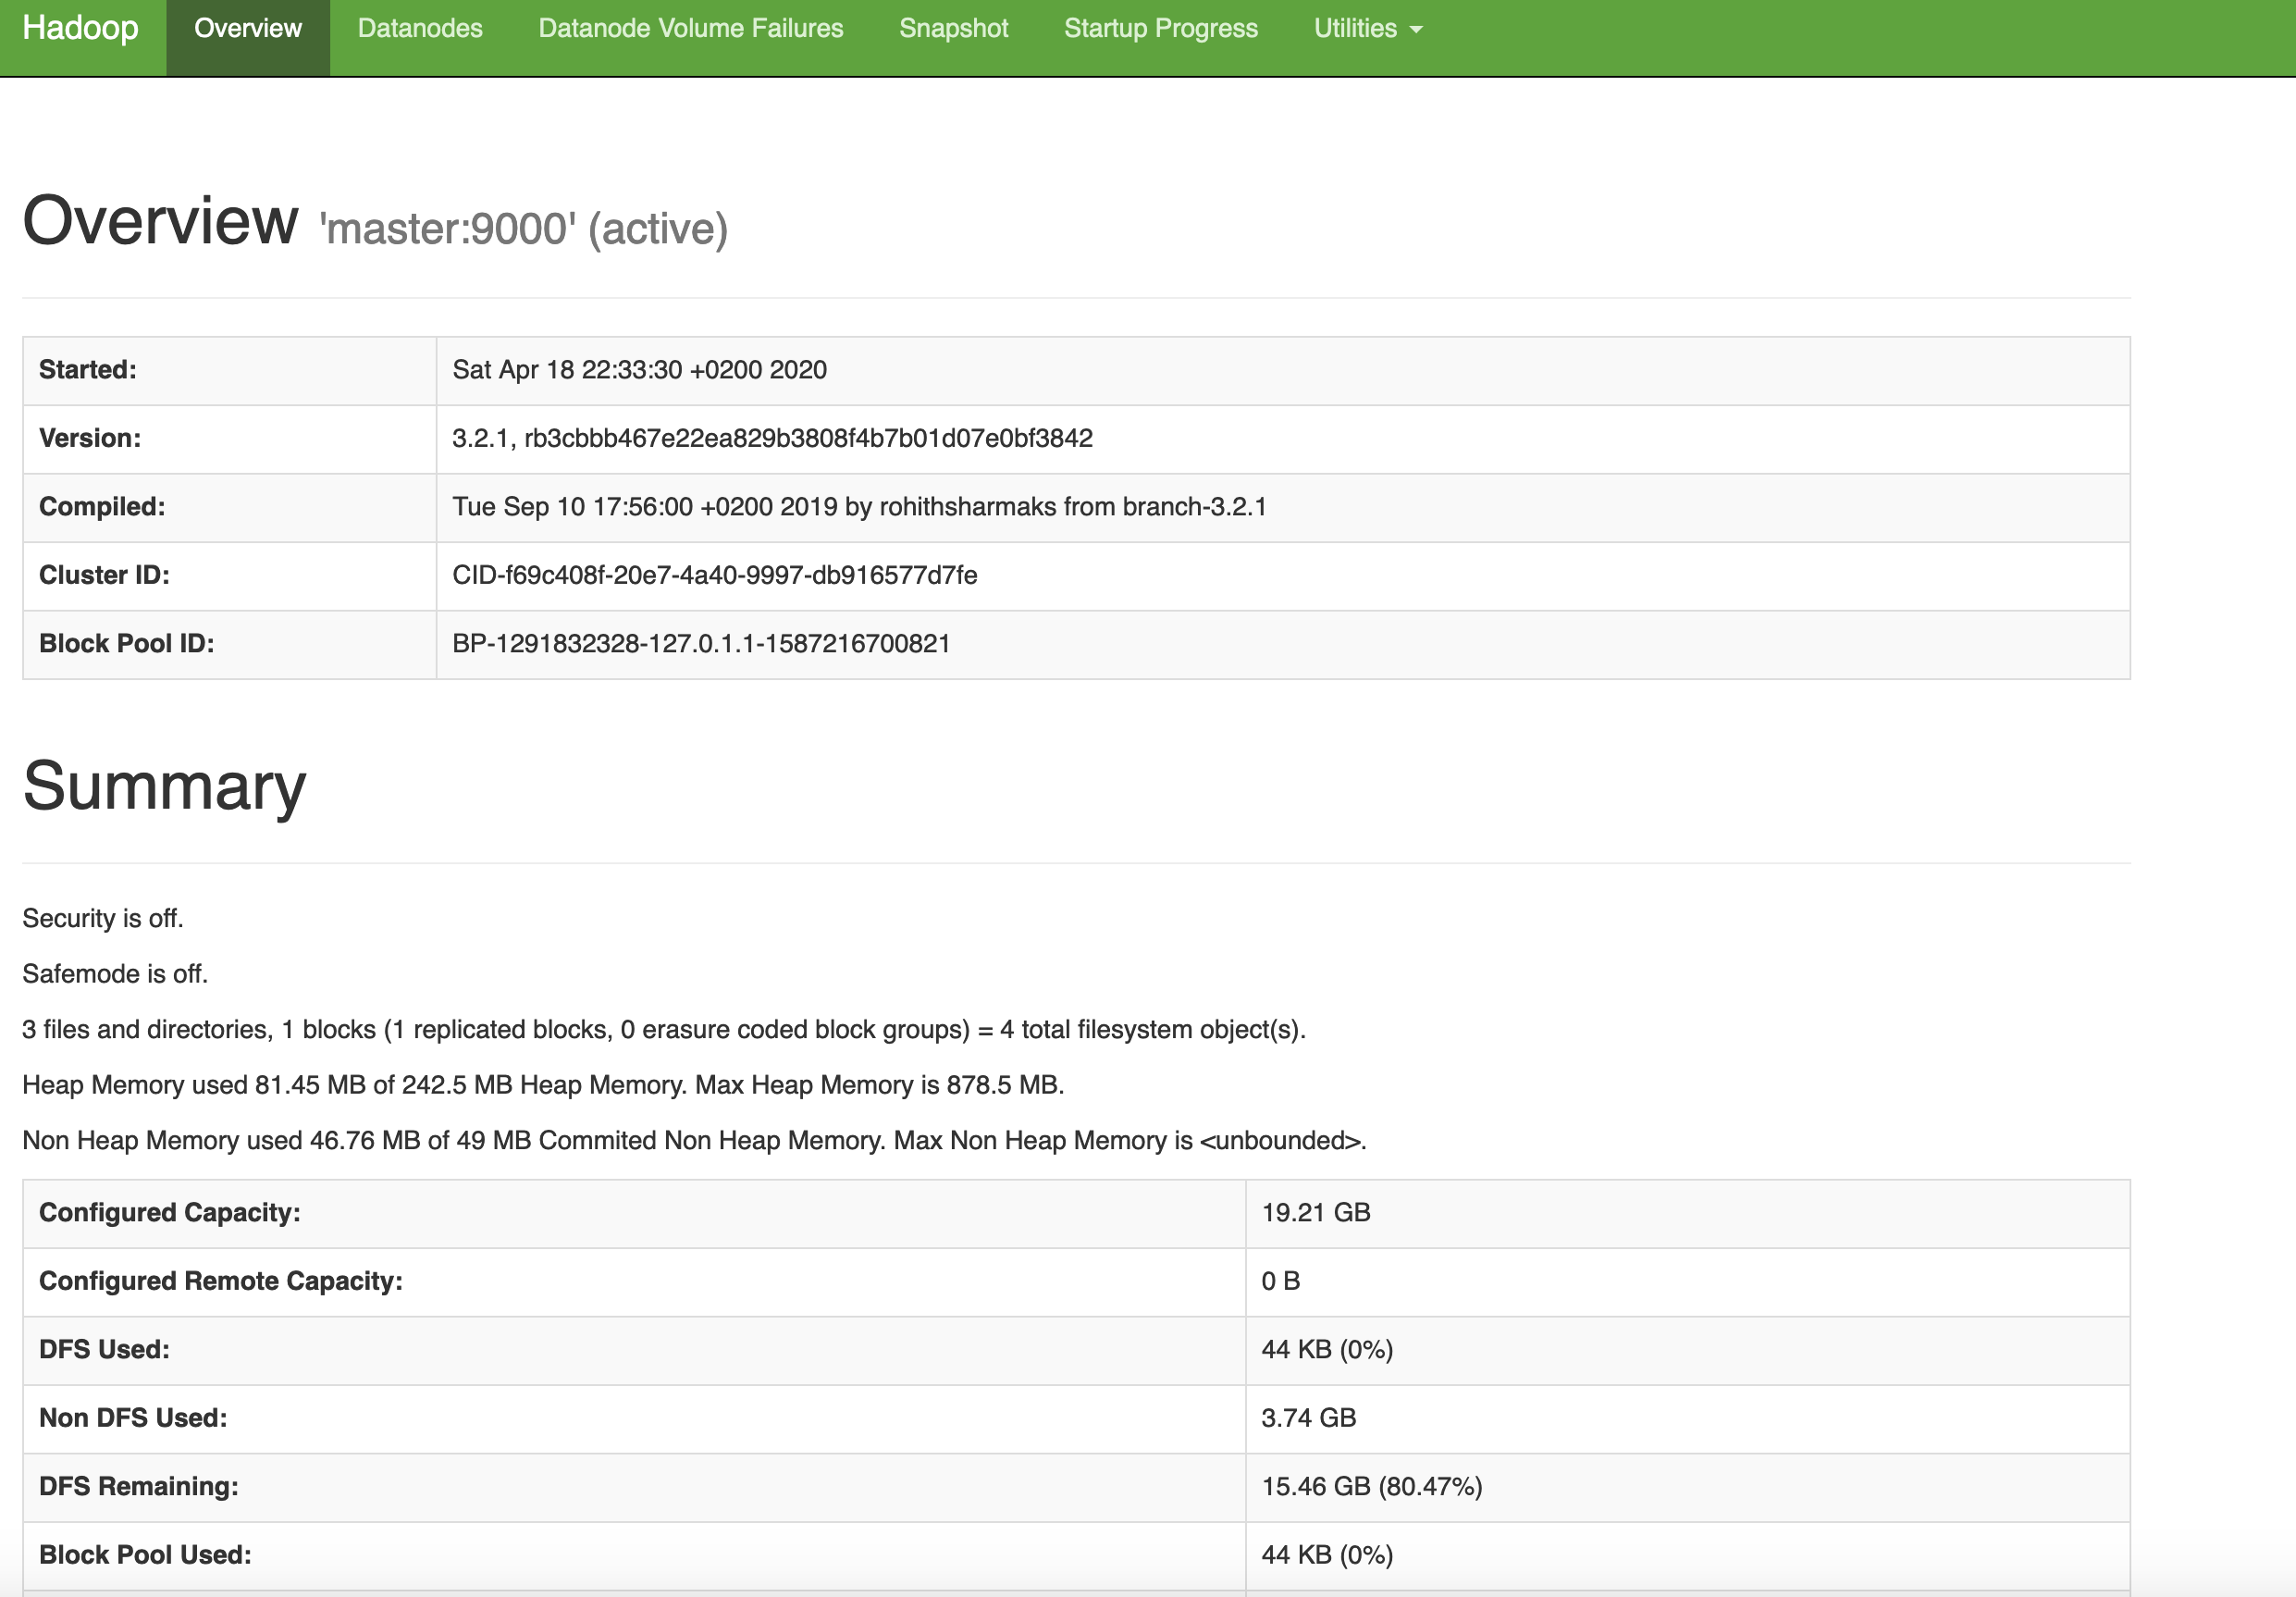 Hadoop Overview Datanodes Datanode Volume Failures Snapshot Startup Progress Utilities
Overview 'master:9000' (active)
Started: Sat Apr 18 22:33:30 +0200 2020
Version: 3.2.1, rb3cbbb467e22ea829b3808f4b7b01d07e0bf3842
Compiled: Tue Sep 10 17:56:00 +0200 2019 by rohithsharmaks from branch-3.2.1
Cluster ID: CID-f69c408f-20e7-4a40-9997-db916577d7fe
Block Pool ID: BP-1291832328-127.0.1.1-1587216700821
Summary
Security is off.
Safemode is off.
3 files and directories, 1 blocks (1 replicated blocks, 0 erasure coded block groups) = 4 total filesystem object(s).
Heap Memory used 81.45 MB of 242.5 MB Heap Memory. Max Heap Memory is 878.5 MB.
Non Heap Memory used 46.76 MB of 49 MB Commited Non Heap Memory. Max Non Heap Memory is <unbounded>.
Configured Capacity: 19.21 GB
Configured Remote Capacity: 0 B
DFS Used: 44 KB (0%)
Non DFS Used: 3.74 GB
DFS Remaining: 15.46 GB (80.47%)
Block Pool Used: 44 KB (0%)